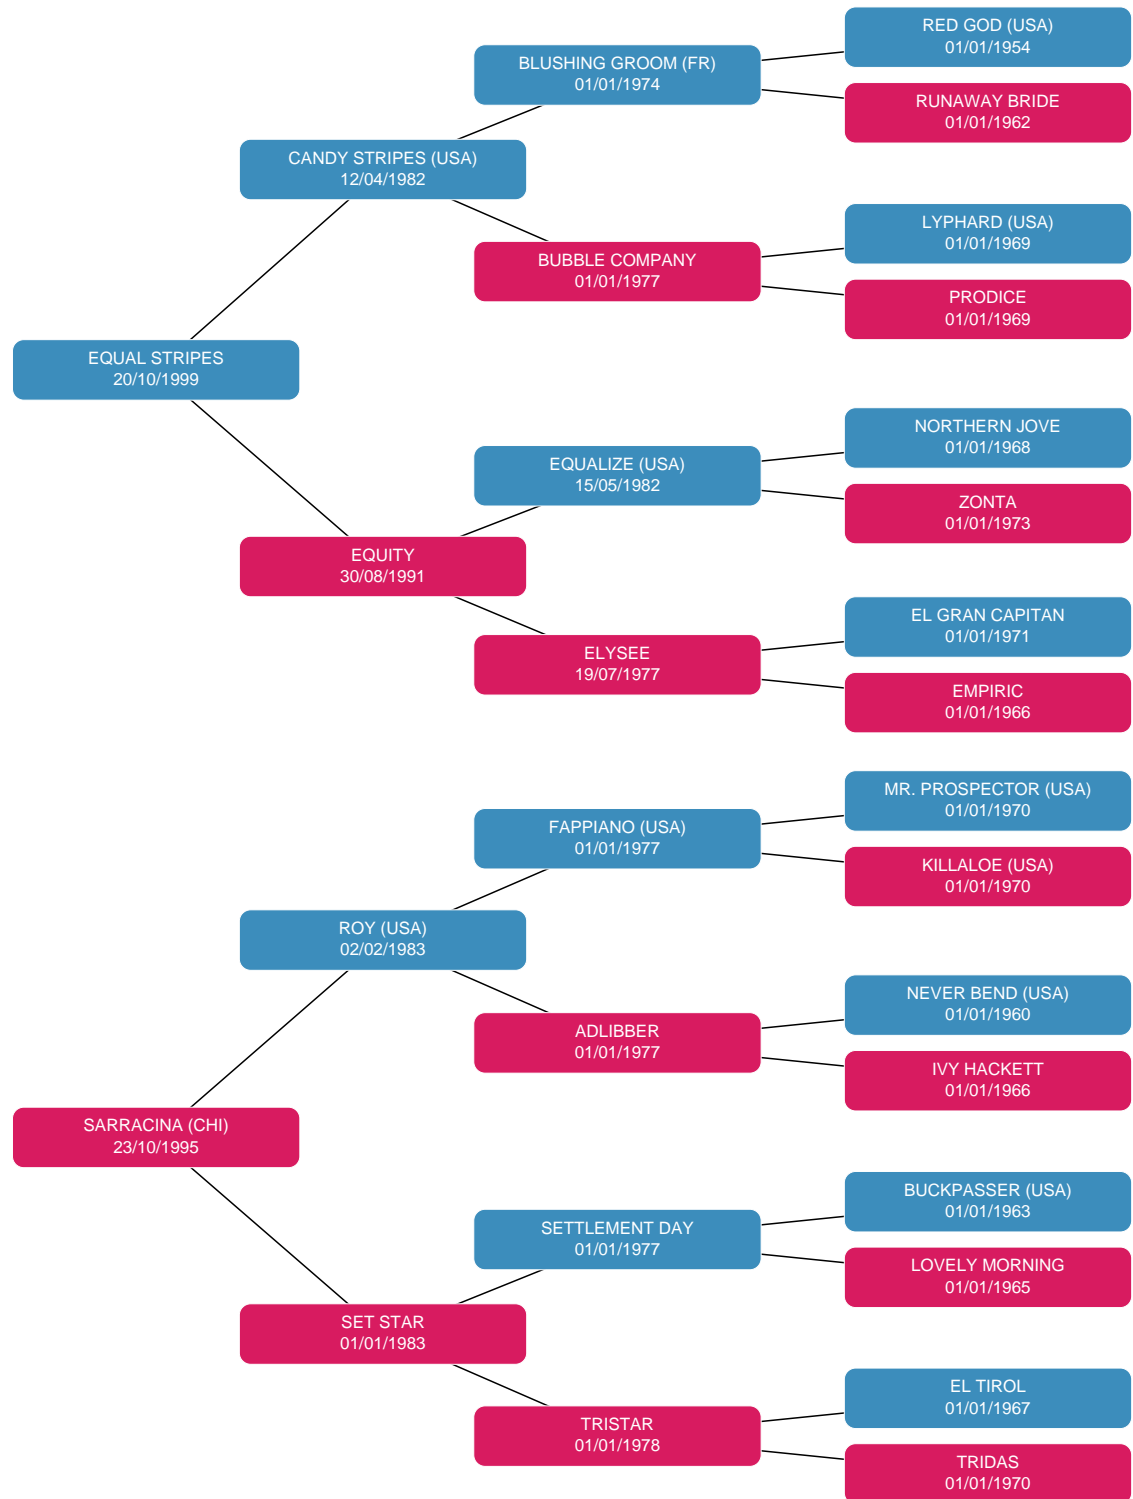 RED GOD (USA)
01/01/1954
BLUSHING GROOM (FR)
01/01/1974
RUNAWAY BRIDE
01/01/1962
CANDY STRIPES (USA)
12/04/1982
LYPHARD (USA)
01/01/1969
BUBBLE COMPANY
01/01/1977
PRODICE
01/01/1969
EQUAL STRIPES
20/10/1999
NORTHERN JOVE
01/01/1968
EQUALIZE (USA)
15/05/1982
ZONTA
01/01/1973
EQUITY
30/08/1991
EL GRAN CAPITAN
01/01/1971
ELYSEE
19/07/1977
EMPIRIC
01/01/1966
MR. PROSPECTOR (USA)
01/01/1970
FAPPIANO (USA)
01/01/1977
KILLALOE (USA)
01/01/1970
ROY (USA)
02/02/1983
NEVER BEND (USA)
01/01/1960
ADLIBBER
01/01/1977
IVY HACKETT
01/01/1966
SARRACINA (CHI)
23/10/1995
BUCKPASSER (USA)
01/01/1963
SETTLEMENT DAY
01/01/1977
LOVELY MORNING
01/01/1965
SET STAR
01/01/1983
EL TIROL
01/01/1967
TRISTAR
01/01/1978
TRIDAS
01/01/1970